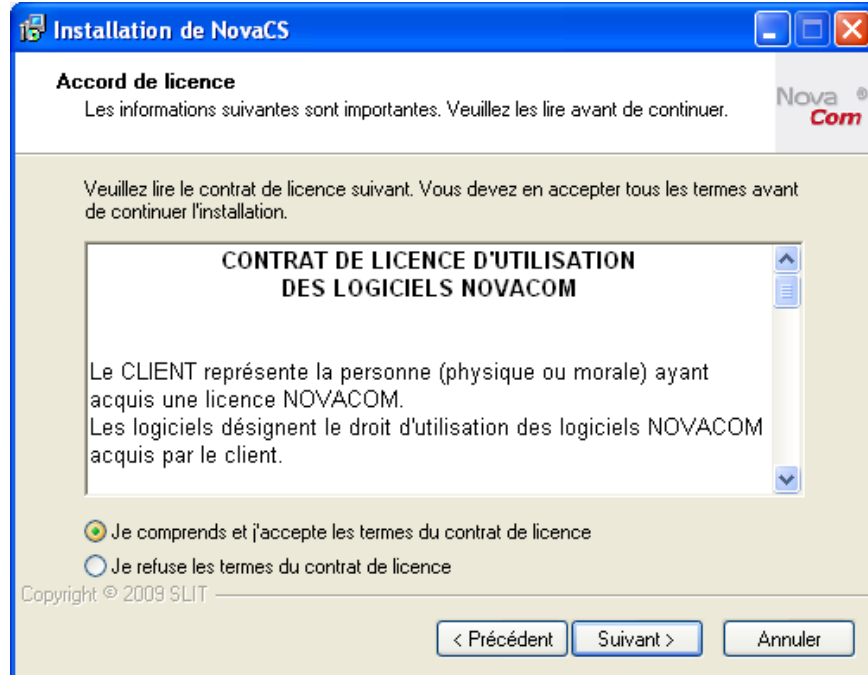 Installation de NovaCS
Accord de licence
Les informations suivantes sont importantes. Veuillez les lire avant de continuer.
Nova ®
Com
Veuillez lire le contrat de licence suivant. Vous devez en accepter tous les termes avant
de continuer l'installation.
CONTRAT DE LICENCE D'UTILISATION
DES LOGICIELS NOVACOM
Le CLIENT représente la personne (physique ou morale) ayant
acquis une licence NOVACOM.
Les logiciels désignent le droit d'utilisation des logiciels NOVACOM
acquis par le client.
Je comprends et j'accepte les termes du contrat de licence
Je refuse les termes du contrat de licence
Copyright © 2009 SLIT
< Précédent Suivant > Annuler